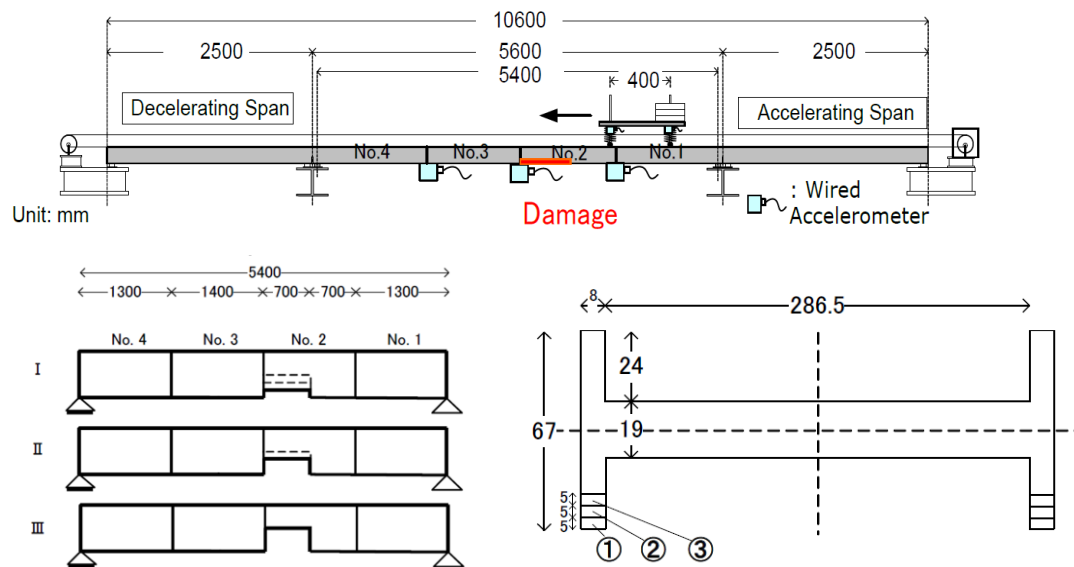 10600
2500 5600 2500
5400 400
Decelerating Span
Accelerating Span
No.4 No.3 No.2 No.1
Damage
Unit: mm
: Wired
Accelerometer
5400
1300 1400 700 700 1300
No. 4 No. 3 No. 2 No. 1
I
II
III
8
286.5
24
67
19
5
5
5
① ② ③